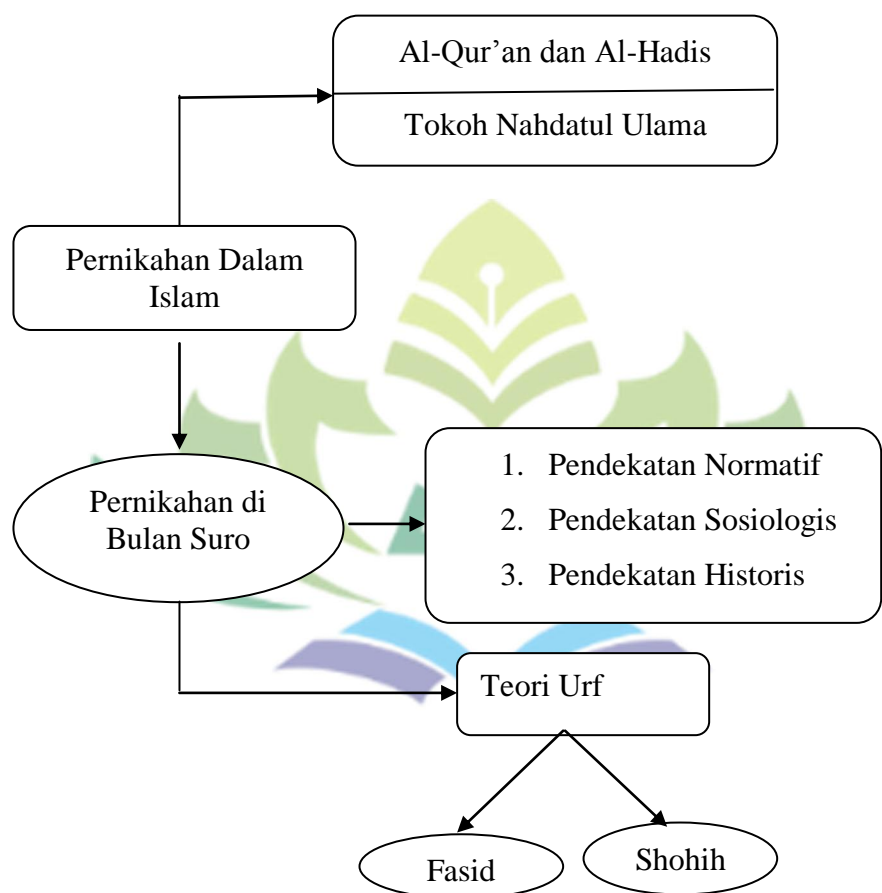 Al-Qur’an dan Al-Hadis
Tokoh Nahdatul Ulama
Pernikahan Dalam
Islam
Pernikahan di
Bulan Suro
1. Pendekatan Normatif
2. Pendekatan Sosiologis
3. Pendekatan Historis
Teori Urf
Fasid
Shohih